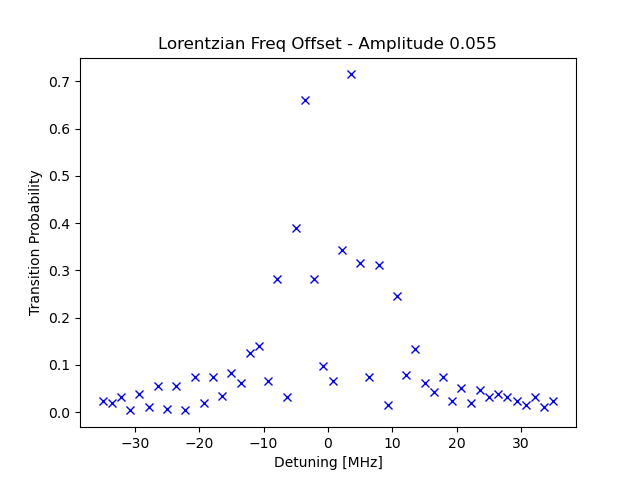 Lorentzian Freq Offset - Amplitude 0.055
0.7
0.6
0.5
0.4
0.3
0.2
0.1
0.0
Transition Probability
−30 −20 −10 0 10 20 30
Detuning [MHz]